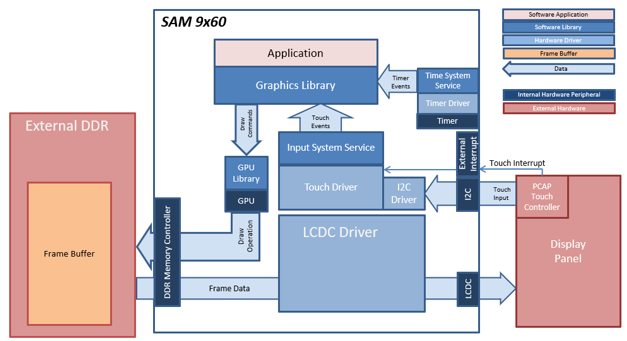 SAM 9x60
Software Application
Software Library
Hardware Driver
Frame Buffer
Data
Internal Hardware Peripheral
External Hardware
Application
Graphics Library
Timer
Events
Time System
Service
Timer Driver
Timer
Draw
Commands
Touch
Events
External DDR
Frame Buffer
Input System Service
Touch Driver
I2C
Driver
External
Interrupt
I2C
Touch Interrupt
Touch
Input
PCAP
Touch
Controller
Display
Panel
GPU
Library
GPU
Draw
Operation
DDR Memory Controller
LCDC Driver
Frame Data
LCDC